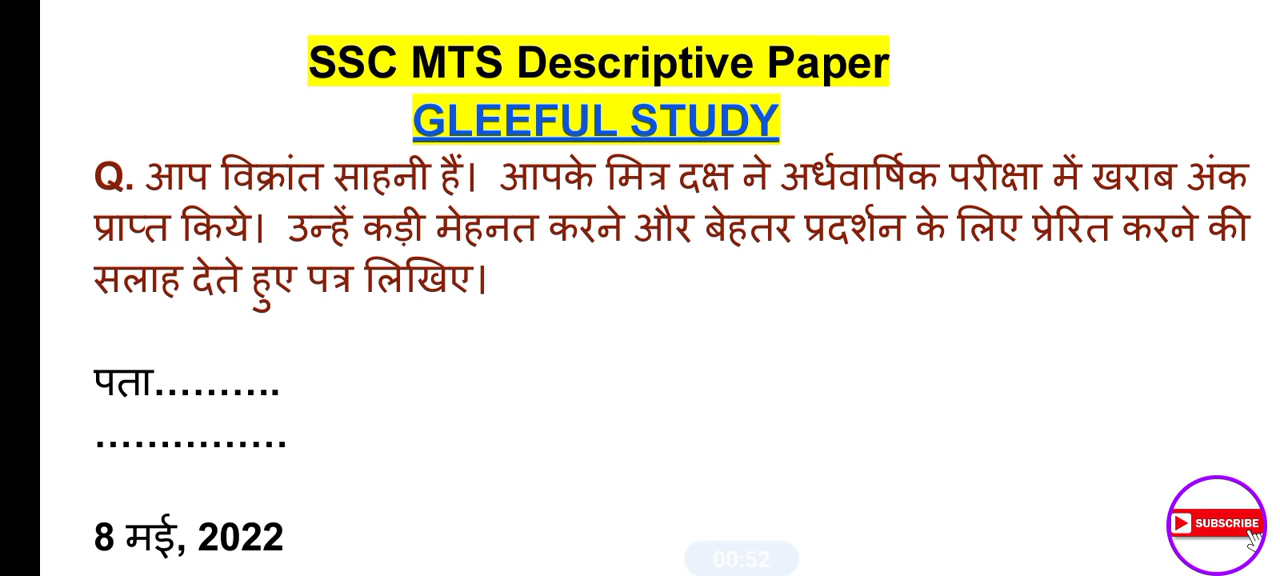 SSC MTS Descriptive Paper
GLEEFUL STUDY
Q. आप विक्रांत साहनी हैं। आपके मित्र दक्ष ने अर्धवार्षिक परीक्षा में खराब अंक
प्राप्त किये। उन्हें कड़ी मेहनत करने और बेहतर प्रदर्शन के लिए प्रेरित करने की
सलाह देते हुए पत्र लिखिए।
पता..........
...............
8 मई, 2022
SUBSCRIBE
00:52